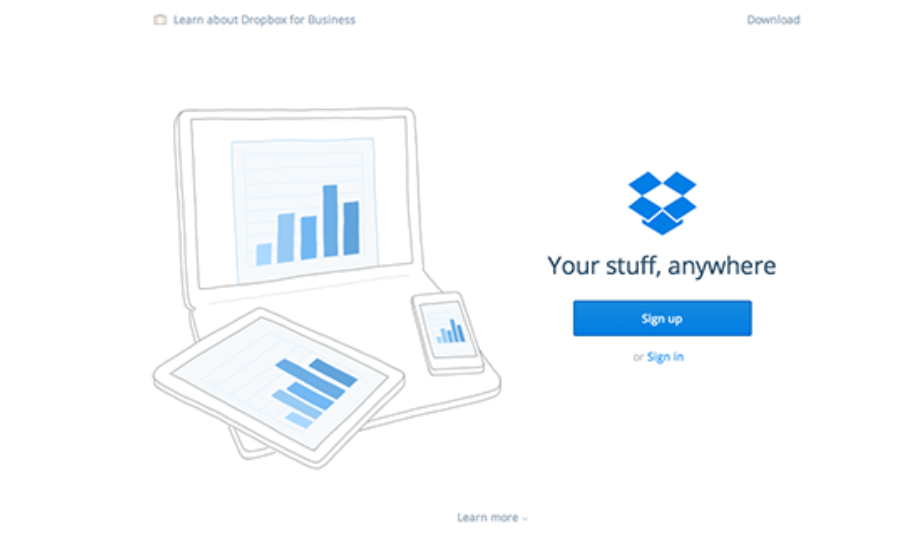 Learn about Dropbox for Business
Download
Your stuff, anywhere
Sign up
or Sign in
Learn more